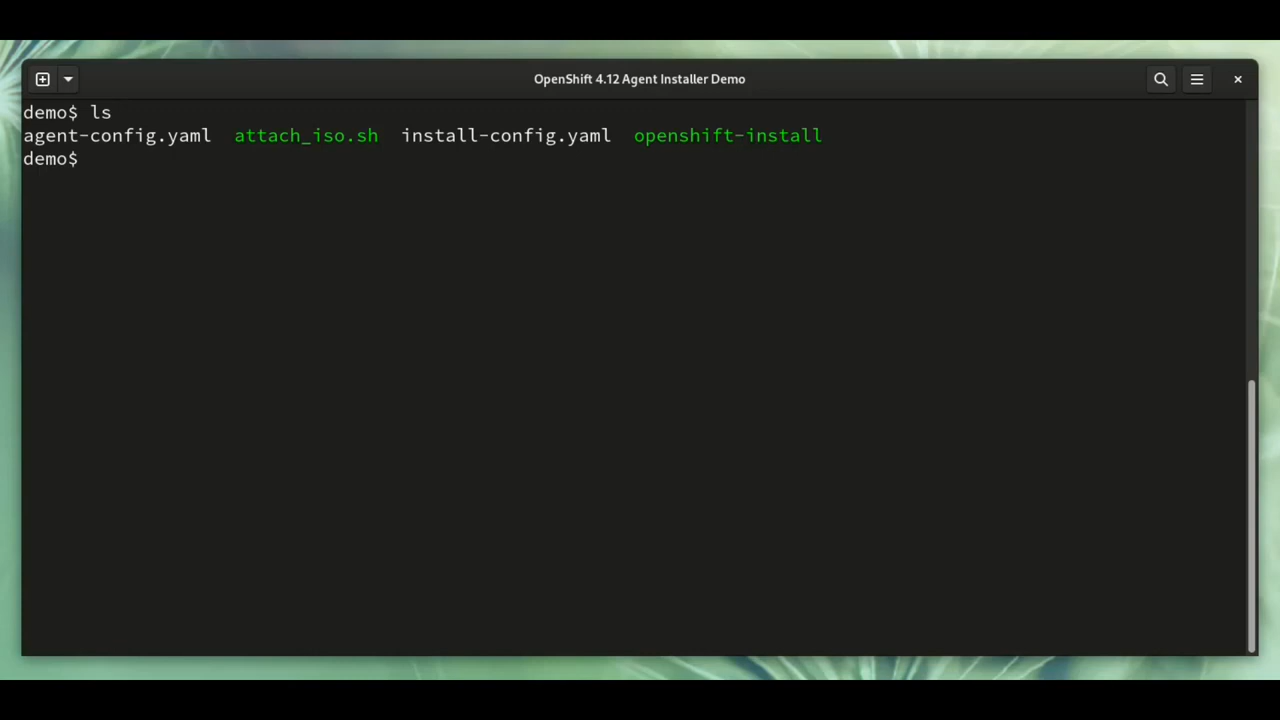 OpenShift 4.12 Agent Installer Demo
demo$ ls
agent-config.yaml  attach_iso.sh  install-config.yaml  openshift-install
demo$